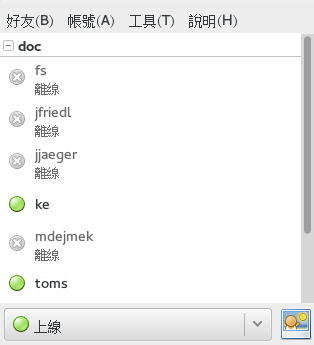 好友(B) 帳號(A) 工具(T) 說明(H)
doc
fs
離線
jfriedl
離線
jjaeger
離線
ke
mdejmek
離線
toms
上線